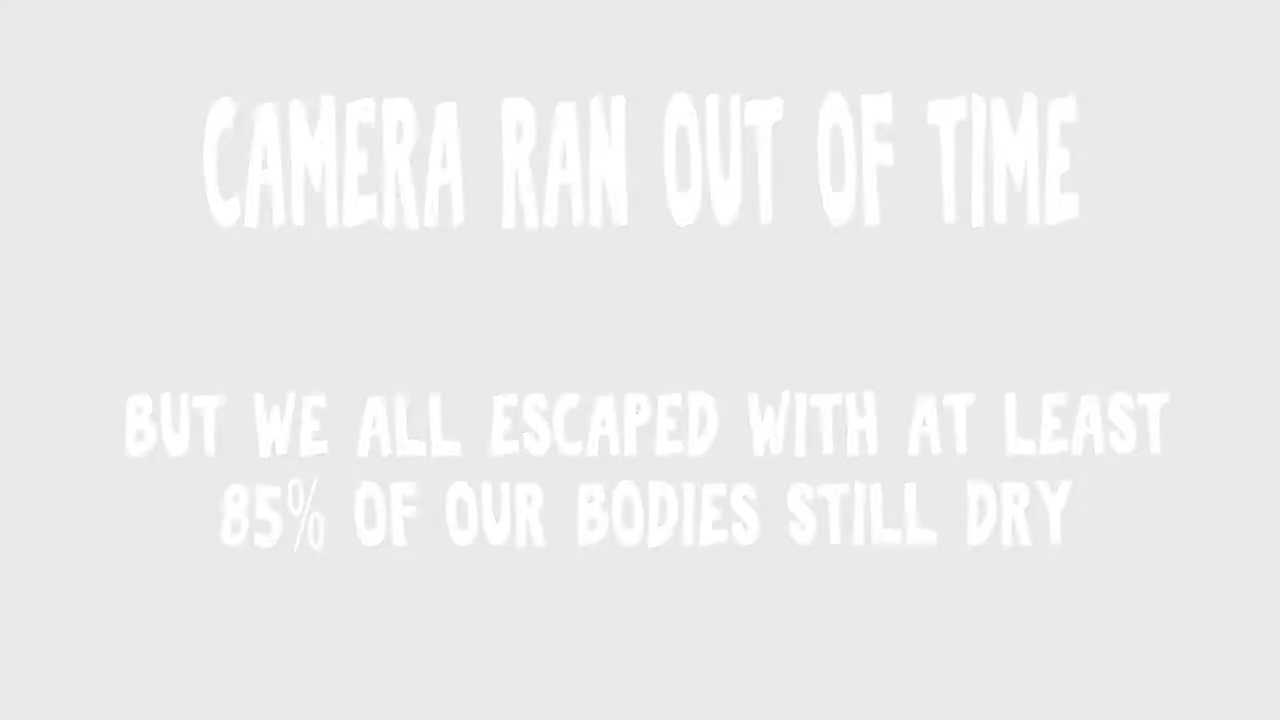 CAMERA RAN OUT OF TIME
BUT WE ALL ESCAPED WITH AT LEAST
85% OF OUR BODIES STILL DRY